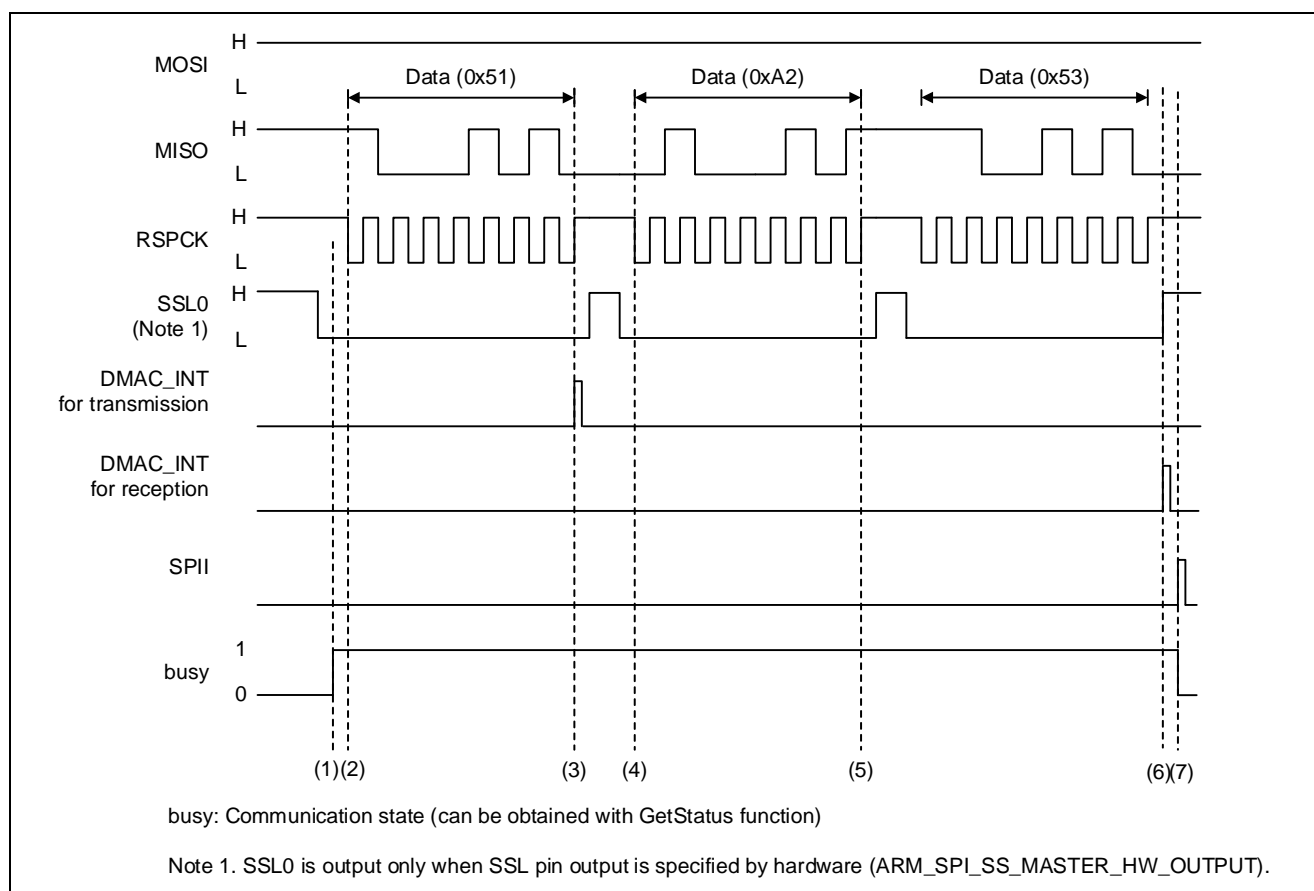 H
MOSI
L
Data (0x51)
Data (0xA2)
Data (0x53)
H
MISO
L
H
RSPCK
L
H
SSL0
(Note 1)
L
DMAC_INT
for transmission
DMAC_INT
for reception
SPII
1
busy
0
(1)(2)
(3)
(4)
(5)
(6)(7)
busy: Communication state (can be obtained with GetStatus function)
Note 1. SSL0 is output only when SSL pin output is specified by hardware (ARM_SPI_SS_MASTER_HW_OUTPUT).